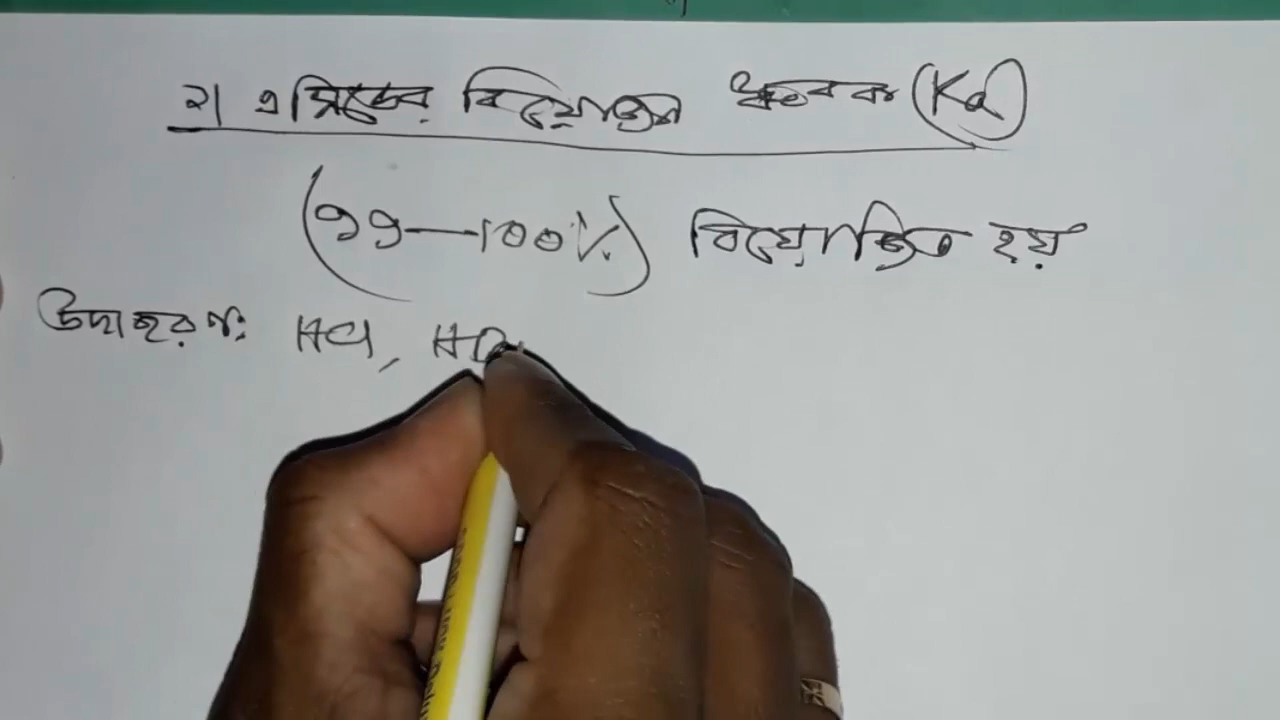 ২। এসিডের বিয়োজন ধ্রুবক (Ka)
(99—100%) বিয়োজিত হয়
উদাহরণ: HCl,